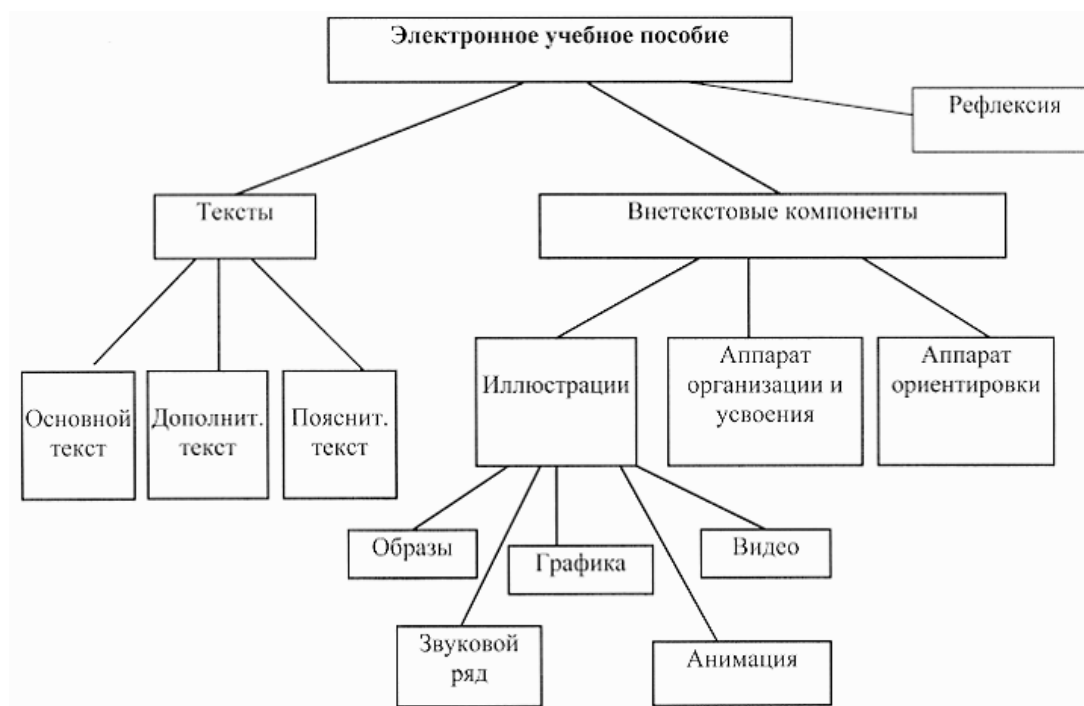 Электронное учебное пособие
Рефлексия
Тексты
Внетекстовые компоненты
Основной
текст
Дополнит.
текст
Пояснит.
текст
Иллюстрации
Аппарат
организации и
усвоения
Аппарат
ориентировки
Образы
Графика
Видео
Звуковой
ряд
Анимация